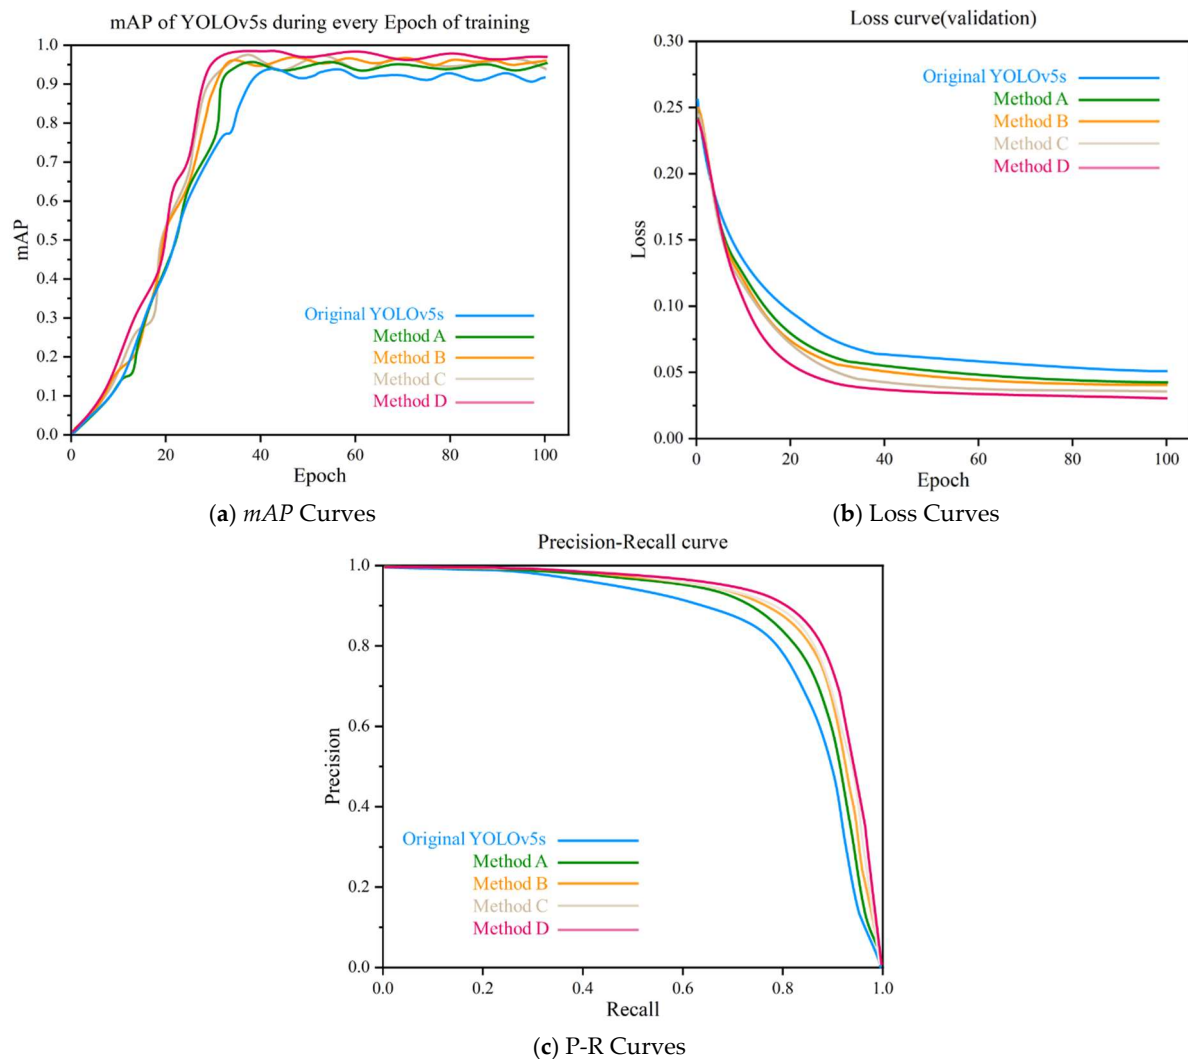 mAP of YOLOv5s during every Epoch of training
1.0
0.9
0.8
0.7
0.6
0.5
0.4
0.3
0.2
0.1
0.0
mAP
Original YOLOv5s
Method A
Method B
Method C
Method D
0 20 40 60 80 100
Epoch
(a) mAP Curves
Loss curve(validation)
0.30
0.25
0.20
0.15
0.10
0.05
0.00
Loss
Original YOLOv5s
Method A
Method B
Method C
Method D
0 20 40 60 80 100
Epoch
(b) Loss Curves
Precision-Recall curve
1.0
0.8
0.6
0.4
0.2
0.0
Precision
Original YOLOv5s
Method A
Method B
Method C
Method D
0.0 0.2 0.4 0.6 0.8 1.0
Recall
(c) P-R Curves